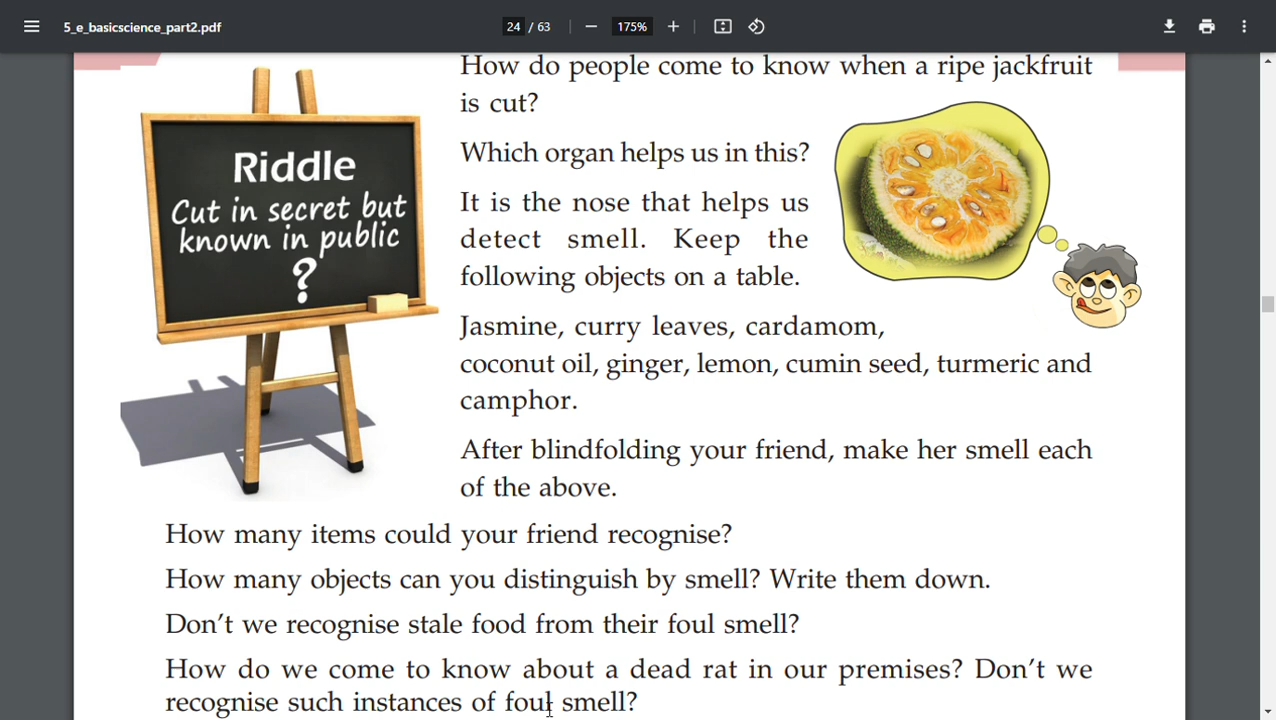 5_e_basicscience_part2.pdf
24 / 63
175%
How do people come to know when a ripe jackfruit
is cut?
Riddle
Cut in secret but
known in public
?
Which organ helps us in this?
It is the nose that helps us
detect smell. Keep the
following objects on a table.
Jasmine, curry leaves, cardamom,
coconut oil, ginger, lemon, cumin seed, turmeric and
camphor.
After blindfolding your friend, make her smell each
of the above.
How many items could your friend recognise?
How many objects can you distinguish by smell? Write them down.
Don't we recognise stale food from their foul smell?
How do we come to know about a dead rat in our premises? Don't we
recognise such instances of foul smell?